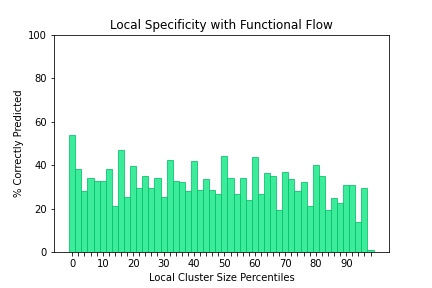 Local Specificity with Functional Flow
100
80
60
40
20
0
% Correctly Predicted
0 10 20 30 40 50 60 70 80 90
Local Cluster Size Percentiles